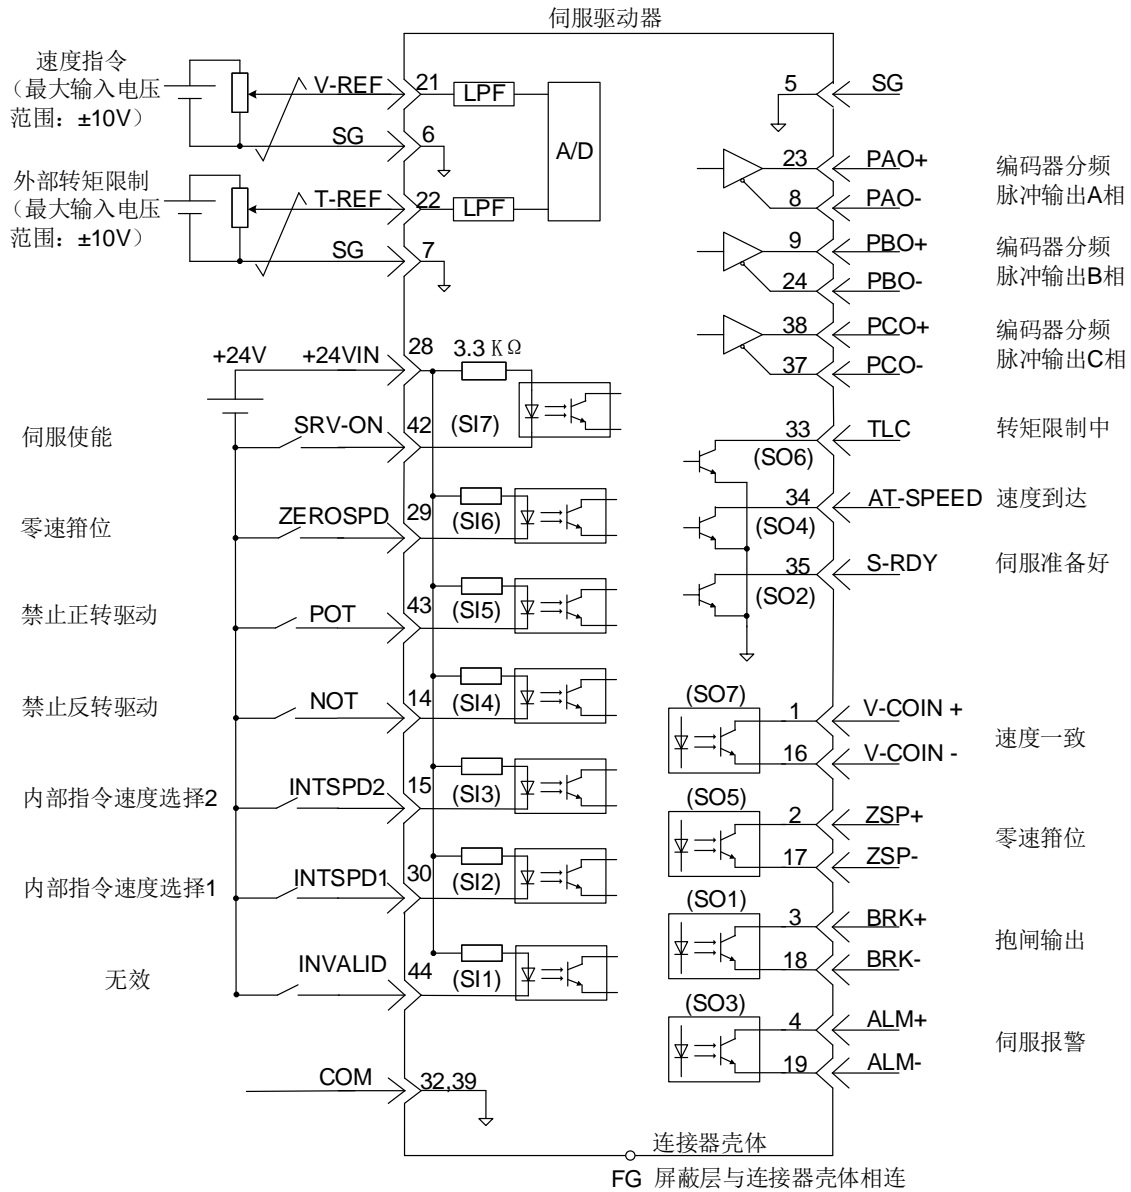 伺服驱动器
速度指令
（最大输入电压
范围：±10V）
V-REF
21
LPF
SG
6
A/D
外部转矩限制
（最大输入电压
范围：±10V）
T-REF
22
LPF
SG
7
+24V
+24VIN
28
3.3 KΩ
伺服使能
SRV-ON
42
(SI7)
零速箝位
ZEROSPD
29
(SI6)
禁止正转驱动
POT
43
(SI5)
禁止反转驱动
NOT
14
(SI4)
内部指令速度选择2
INTSPD2
15
(SI3)
内部指令速度选择1
INTSPD1
30
(SI2)
无效
INVALID
44
(SI1)
COM
32,39
5
SG
23
PAO+
8
PAO-
编码器分频
脉冲输出A相
9
PBO+
24
PBO-
编码器分频
脉冲输出B相
38
PCO+
37
PCO-
编码器分频
脉冲输出C相
33
TLC
(SO6)
转矩限制中
34
AT-SPEED
(SO4)
速度到达
35
S-RDY
(SO2)
伺服准备好
(SO7)
1
V-COIN +
16
V-COIN -
速度一致
(SO5)
2
ZSP+
17
ZSP-
零速箝位
(SO1)
3
BRK+
18
BRK-
抱闸输出
(SO3)
4
ALM+
19
ALM-
伺服报警
连接器壳体
FG 屏蔽层与连接器壳体相连